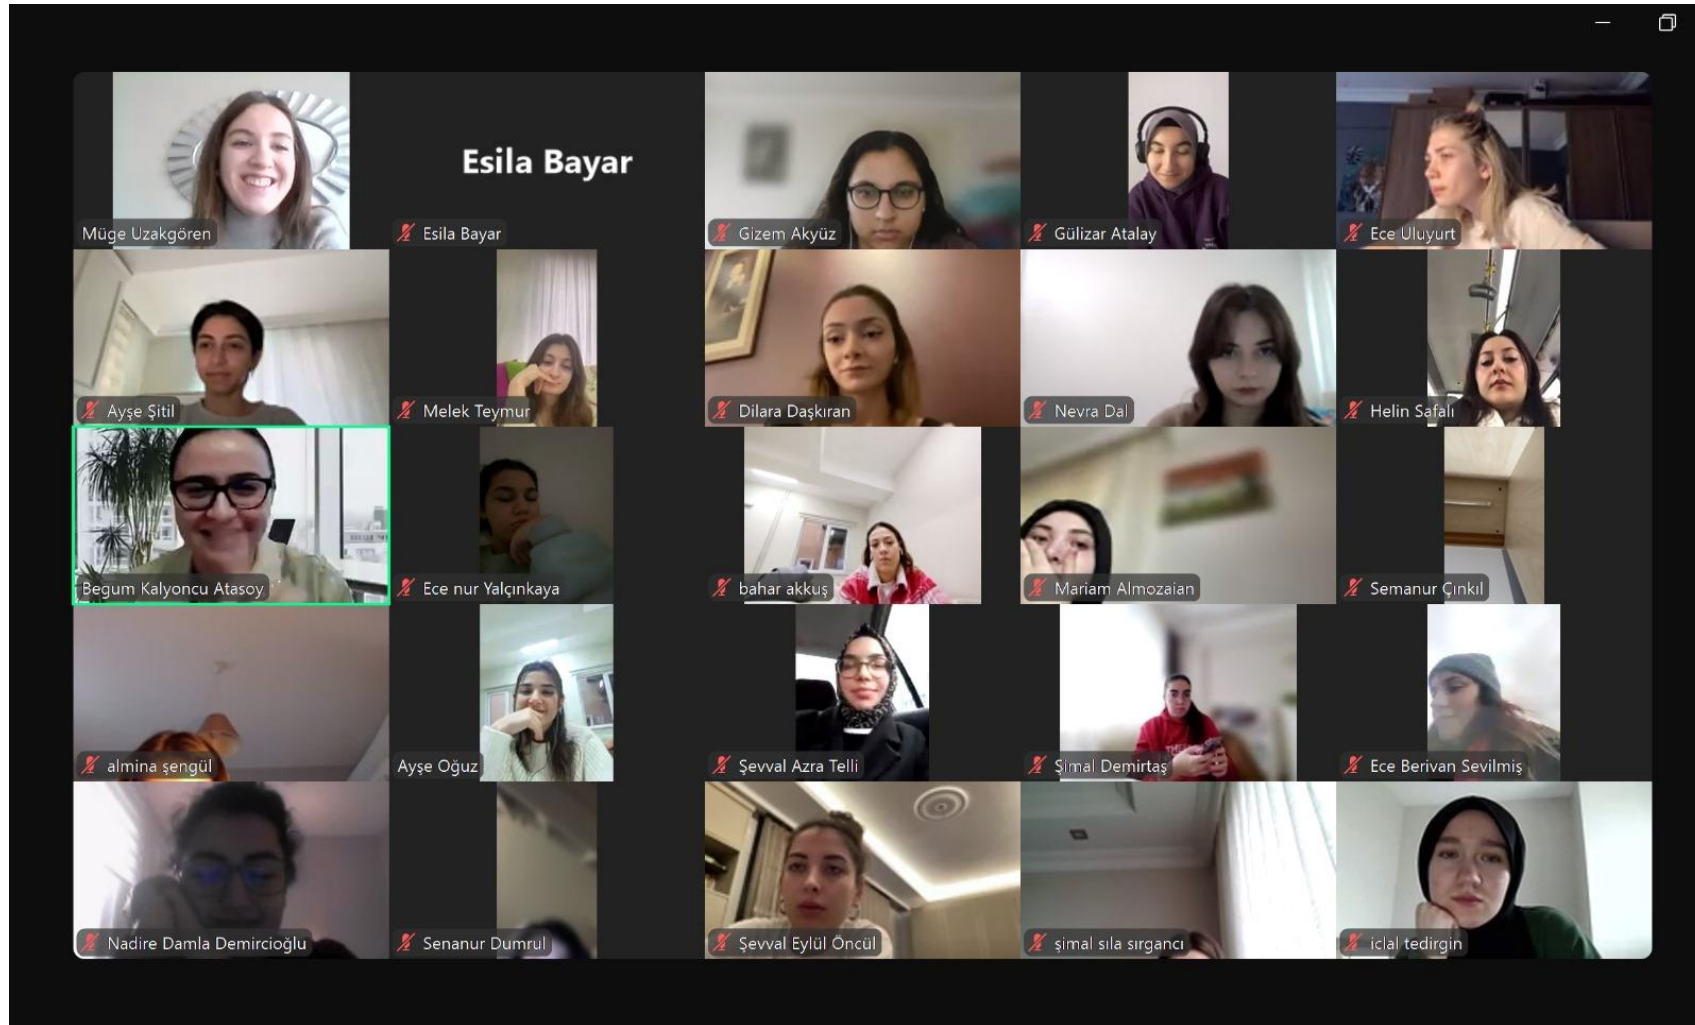 Esila Bayar
Müge Uzakgören
Esila Bayar
Gizem Akyüz
Gülizar Atalay
Ece Uluyurt
Ayşe Şitil
Melek Teymur
Dilara Daşkıran
Nevra Dal
Helin Safalı
Begum Kalyoncu Atasoy
Ece nur Yalçınkaya
bahar akkuş
Mariam Almozaian
Semanur Çınkıl
almina şengül
Ayşe Oğuz
Şevval Azra Telli
Şimal Demirtaş
Ece Berivan Sevilmiş
Nadire Damla Demircioğlu
Senanur Dumrul
Şevval Eylül Öncül
şimal sıla sırgancı
iclal tedirgin